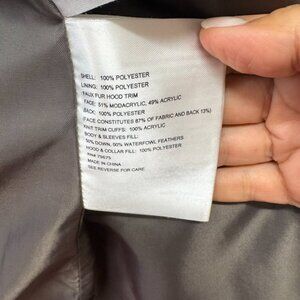 SHELL: 100% POLYESTER
LINING: 100% POLYESTER
FAUX FUR HOOD TRIM
FACE: 51% MODACRYLIC, 49% ACRYLIC
BACK: 100% POLYESTER
(FACE CONSTITUTES 87% OF FABRIC AND BACK 13%)
KNIT TRIM CUFFS: 100% ACRYLIC
BODY & SLEEVES FILL:
50% DOWN, 50% WATERFOWL FEATHERS
HOOD & COLLAR FILL: 100% POLYESTER
RN# 75675
MADE IN CHINA
SEE REVERSE FOR CARE